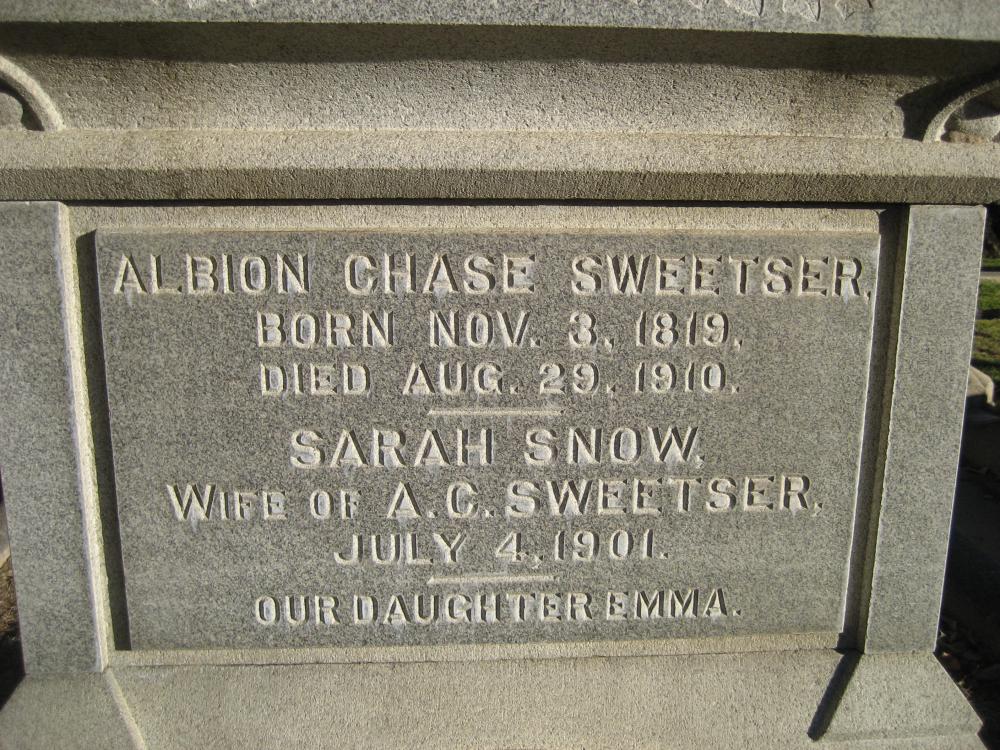 ALBION CHASE SWEETSER,
BORN NOV. 3, 1819,
DIED AUG. 29, 1910.
SARAH SNOW,
WIFE OF A. C. SWEETSER,
JULY 4, 1901.
OUR DAUGHTER EMMA.